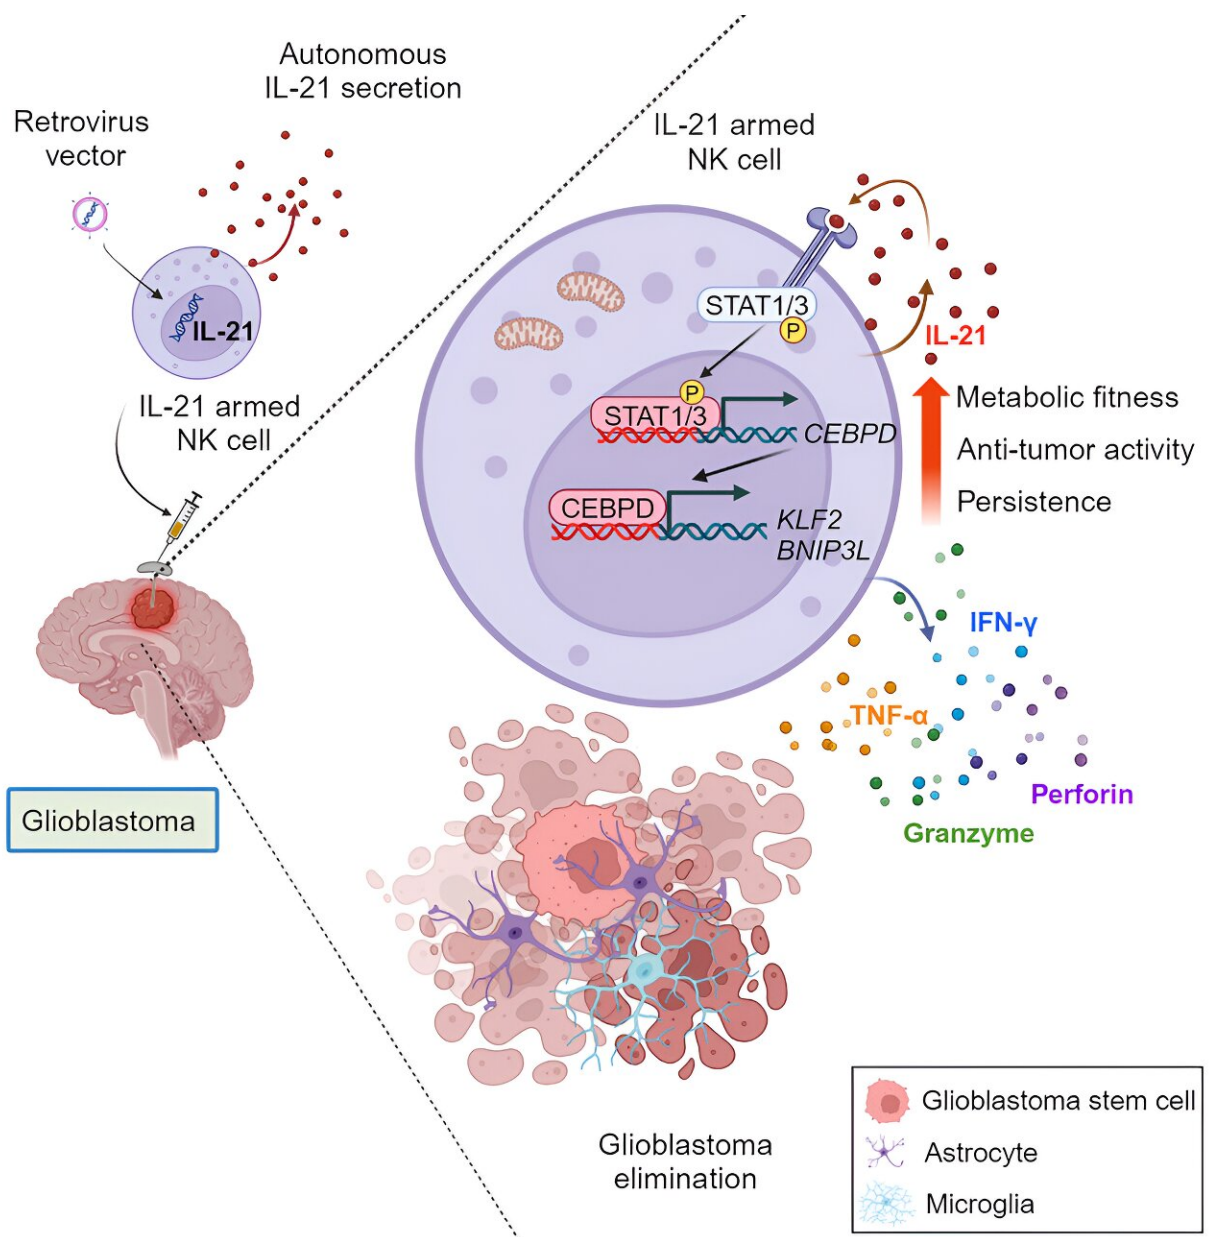 Autonomous
IL-21 secretion
Retrovirus
vector
IL-21
IL-21 armed
NK cell
Glioblastoma
IL-21 armed
NK cell
STAT1/3
P
IL-21
P
STAT1/3
CEBPD
CEBPD
KLF2
BNIP3L
Metabolic fitness
Anti-tumor activity
Persistence
IFN-γ
TNF-α
Perforin
Granzyme
Glioblastoma
elimination
Glioblastoma stem cell
Astrocyte
Microglia